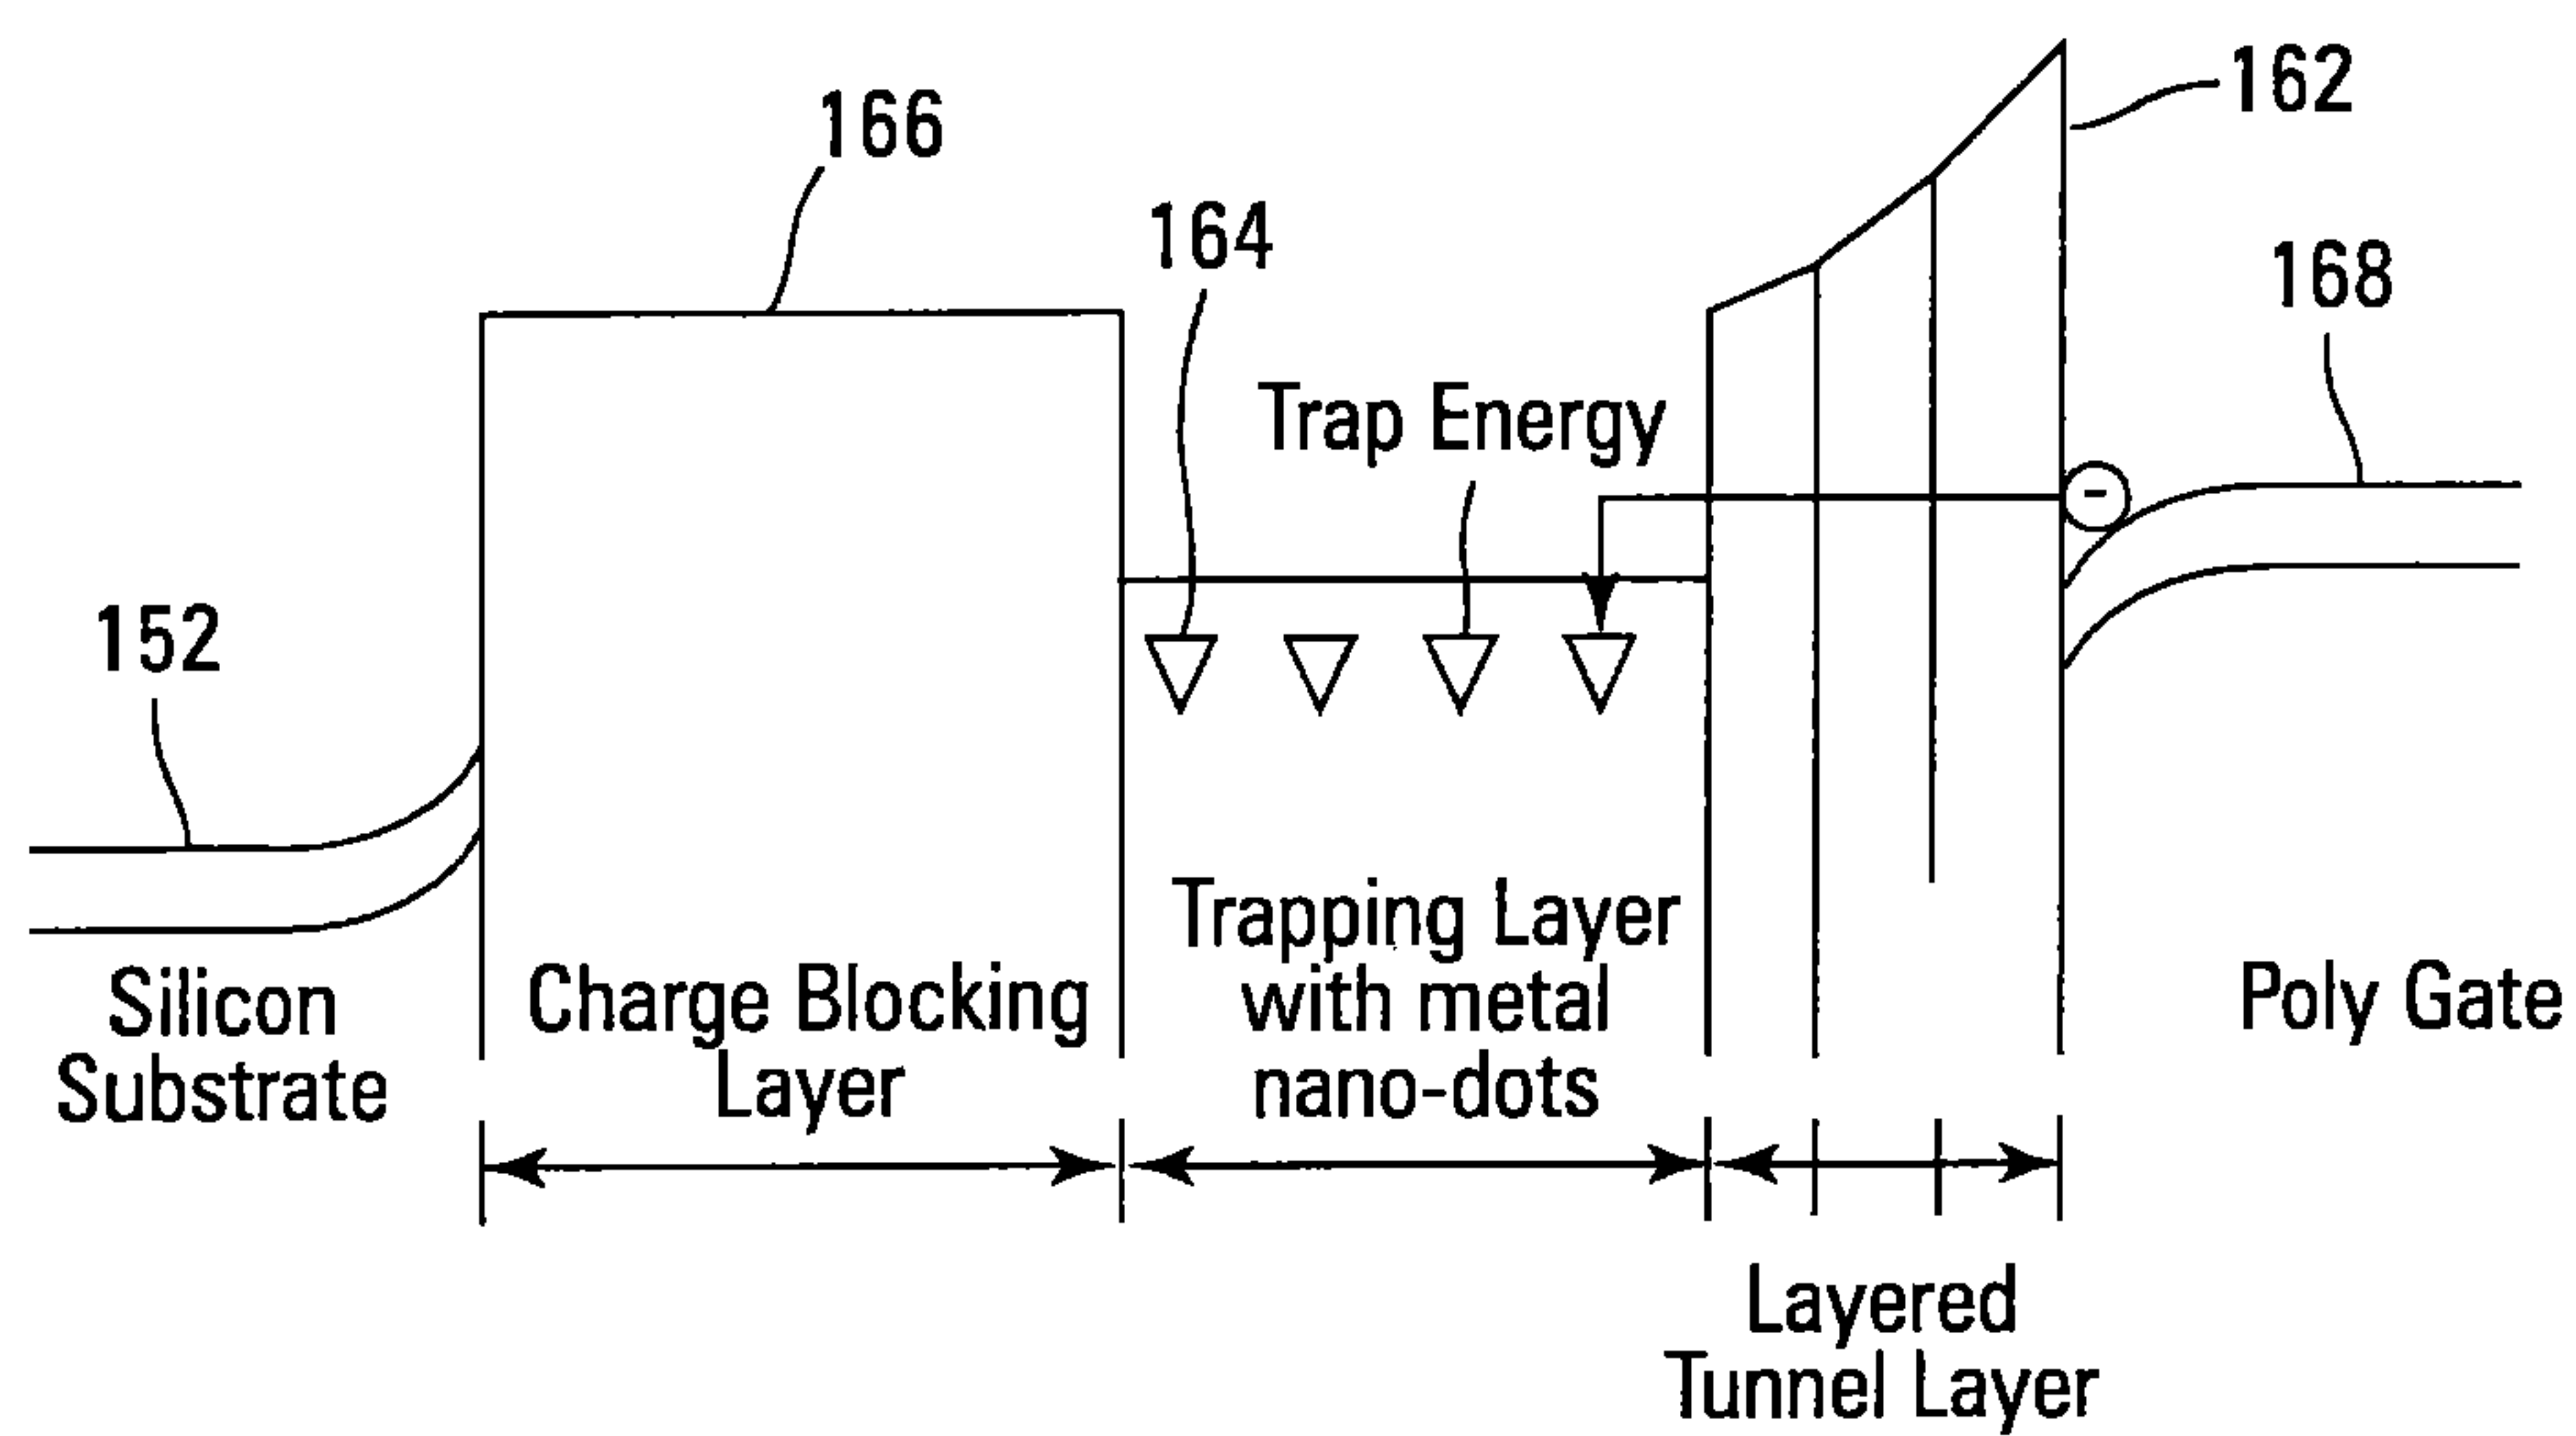 162
166
164
168
Trap Energy
152
Trapping Layer
with metal
nano-dots
Silicon
Substrate
Charge Blocking
Layer
Poly Gate
-
Layered
Tunnel Layer